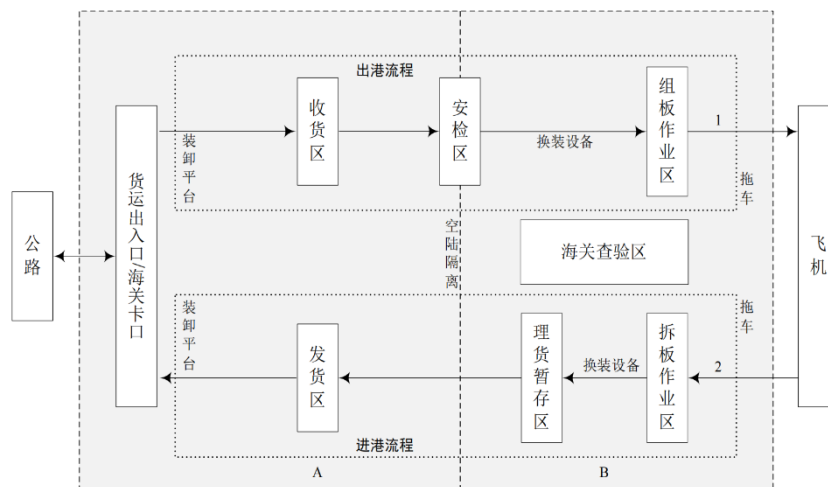 出港流程
公路
货运出入口/海关卡口
装卸平台
收货区
安检区
换装设备
组板作业区
1
拖车
飞机
空陆隔离
海关查验区
装卸平台
发货区
理货暂存区
换装设备
拆板作业区
2
拖车
进港流程
A
B